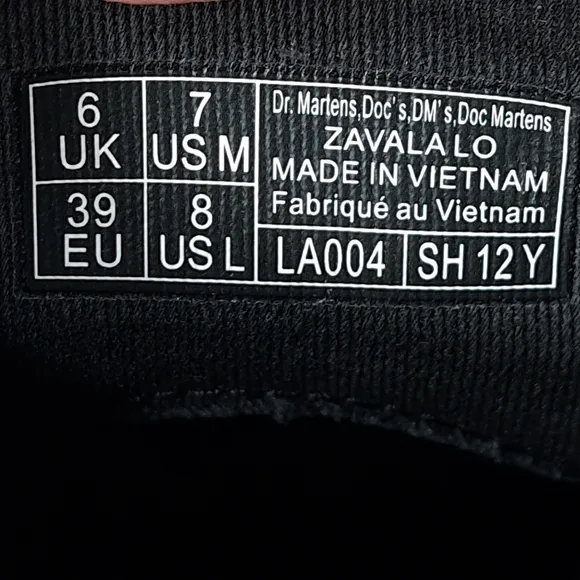 6
UK
7
US M
39
EU
8
US L
Dr. Martens,Doc's,DM's,Doc Martens
ZAVALA LO
MADE IN VIETNAM
Fabriqué au Vietnam
LA004
SH 12 Y